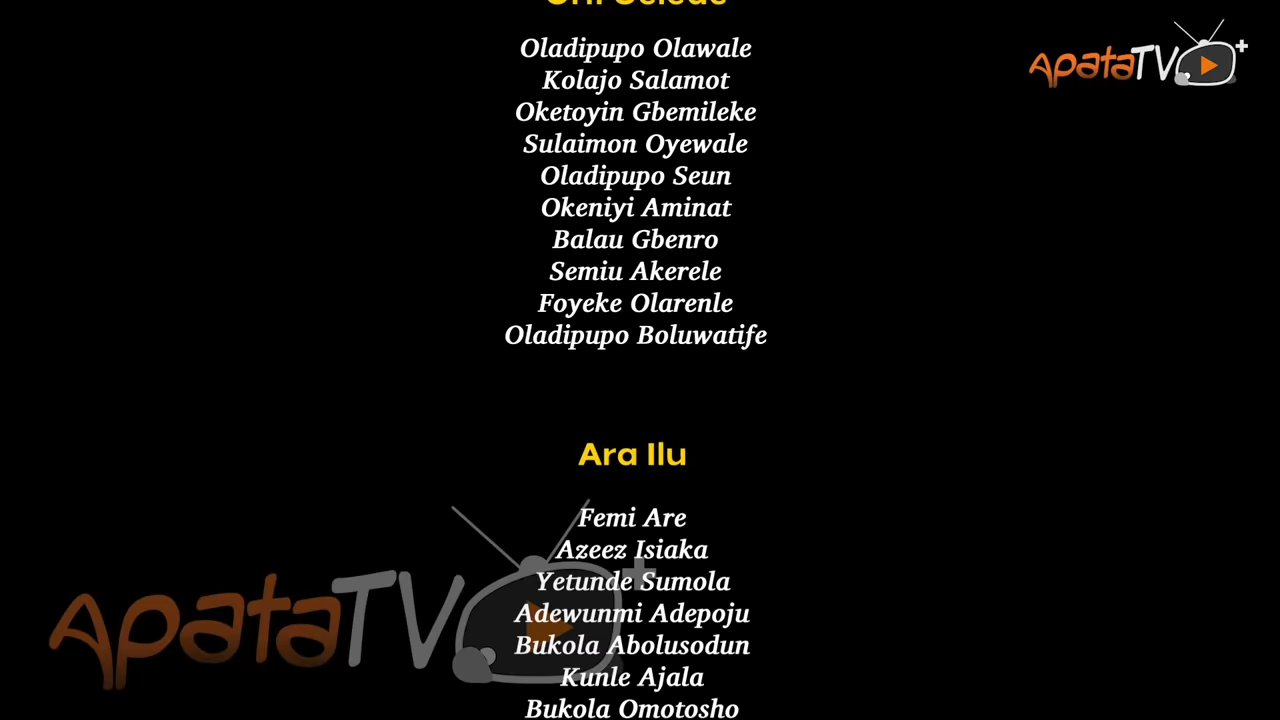 Oladipupo Olawale
Kolajo Salamot
Oketoyin Gbemileke
Sulaimon Oyewale
Oladipupo Seun
Okeniyi Aminat
Balau Gbenro
Semiu Akerele
Foyeke Olarenle
Oladipupo Boluwatife
Ara Ilu
Femi Are
Azeez Isiaka
Yetunde Sumola
Adewunmi Adepoju
Bukola Abolusodun
Kunle Ajala
Bukola Omotosho
ApataTV+
ApataTV+